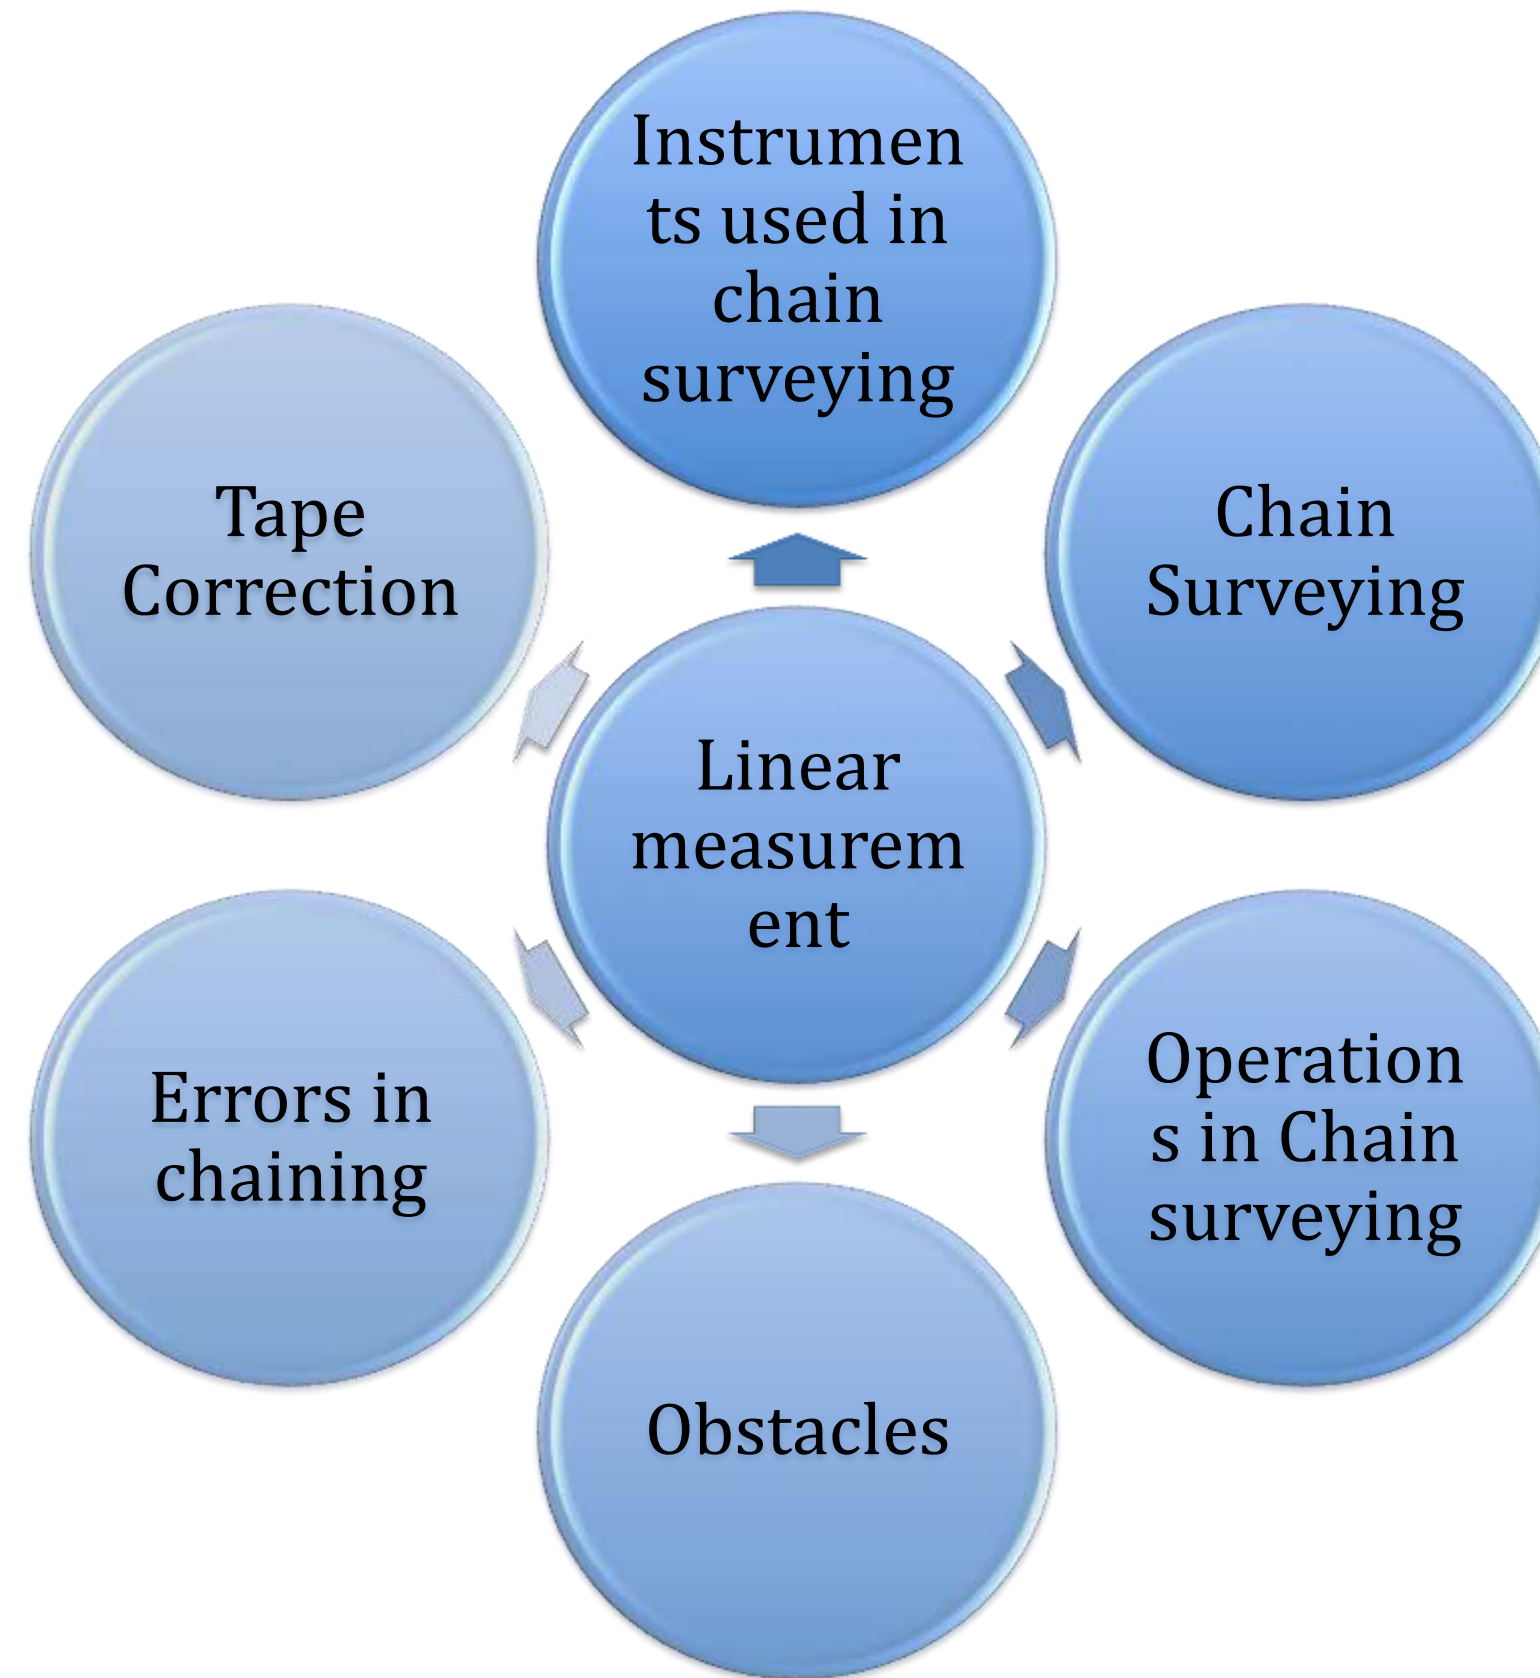 Instrumen
ts used in
chain
surveying
Chain
Surveying
Operation
s in Chain
surveying
Obstacles
Errors in
chaining
Tape
Correction
Linear
measurem
ent